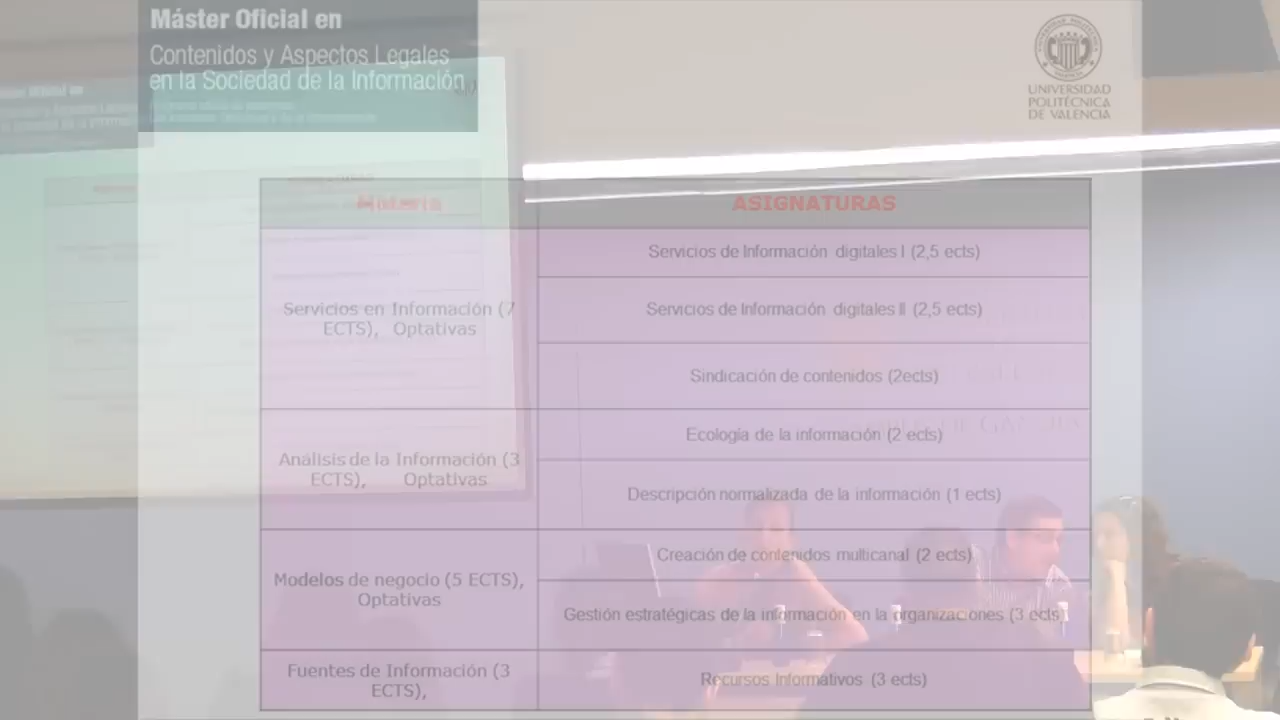 Máster Oficial en
Contenidos y Aspectos Legales
en la Sociedad de la Información
UNIVERSIDAD
POLITÉCNICA
DE VALENCIA
Materia
ASIGNATURAS
Servicios en Información (7
ECTS), Optativas
Servicios de Información digitales I (2,5 ects)
Servicios de Información digitales II (2,5 ects)
Sindicación de contenidos (2ects)
Análisis de la Información (3
ECTS), Optativas
Ecología de la información (2 ects)
Descripción normalizada de la información (1 ects)
Modelos de negocio (5 ECTS),
Optativas
Creación de contenidos multicanal (2 ects)
Gestión estratégicas de la información en la organizaciones (3 ects
Fuentes de Información (3
ECTS),
Recursos Informativos (3 ects)